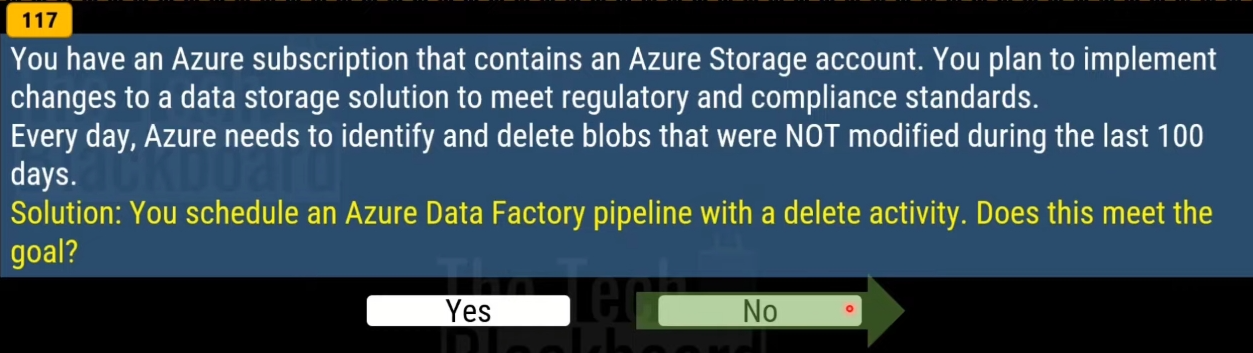 117
You have an Azure subscription that contains an Azure Storage account. You plan to implement
changes to a data storage solution to meet regulatory and compliance standards.
Every day, Azure needs to identify and delete blobs that were NOT modified during the last 100
days.
Solution: You schedule an Azure Data Factory pipeline with a delete activity. Does this meet the
goal?
Yes
No
The Tech
Blackboard